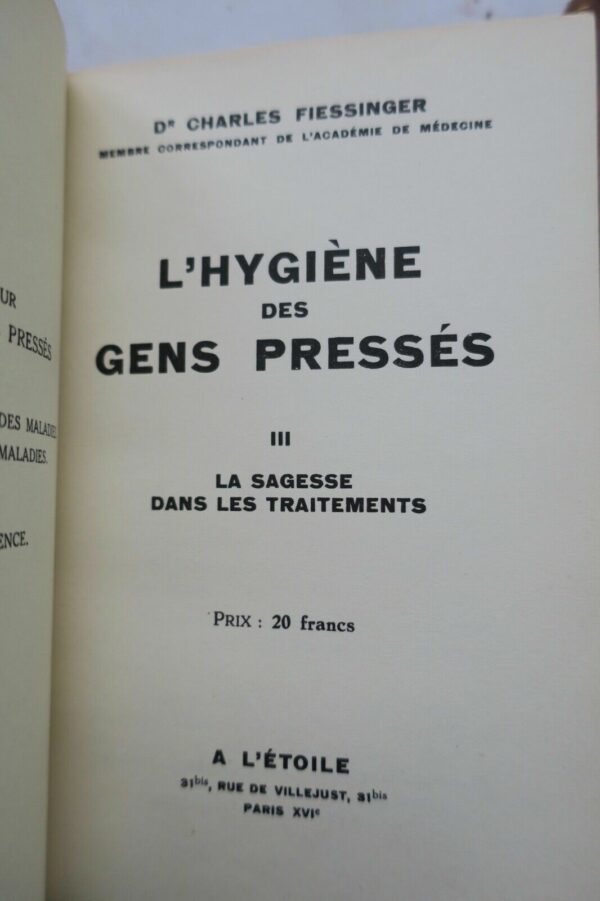 UR
PRESSÉS
DES MALADIES
MALADIES.
ENCE.
Dʳ CHARLES FIESSINGER
MEMBRE CORRESPONDANT DE L'ACADÉMIE DE MÉDECINE
L'HYGIÈNE
DES
GENS PRESSÉS
III
LA SAGESSE
DANS LES TRAITEMENTS
PRIX : 20 francs
A L'ÉTOILE
31ᵇⁱˢ, RUE DE VILLEJUST, 31ᵇⁱˢ
PARIS XVIᵉ